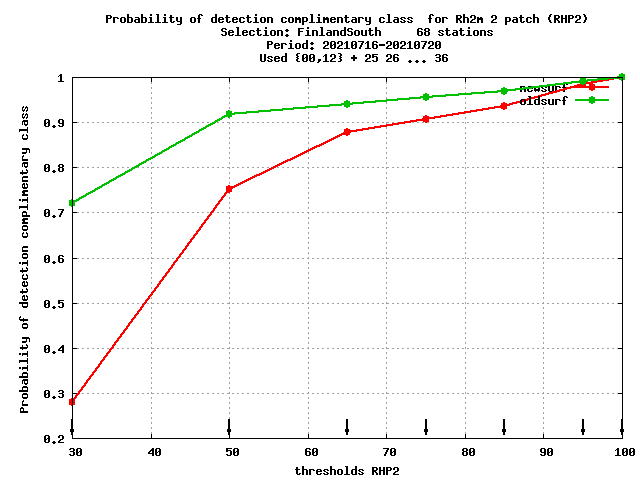 Probability of detection complimentary class  for Rh2m 2 patch (RHP2)
Selection: FinlandSouth     68 stations
Period: 20210716-20210720
Used {00,12} + 25 26 ... 36
newsurf
oldsurf
Probability of detection complimentary class
1
0.9
0.8
0.7
0.6
0.5
0.4
0.3
0.2
30 40 50 60 70 80 90 100
thresholds RHP2